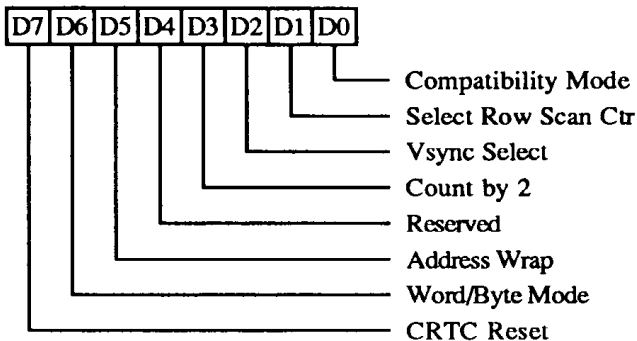 D7 D6 D5 D4 D3 D2 D1 D0
Compatibility Mode
Select Row Scan Ctr
Vsync Select
Count by 2
Reserved
Address Wrap
Word/Byte Mode
CRTC Reset